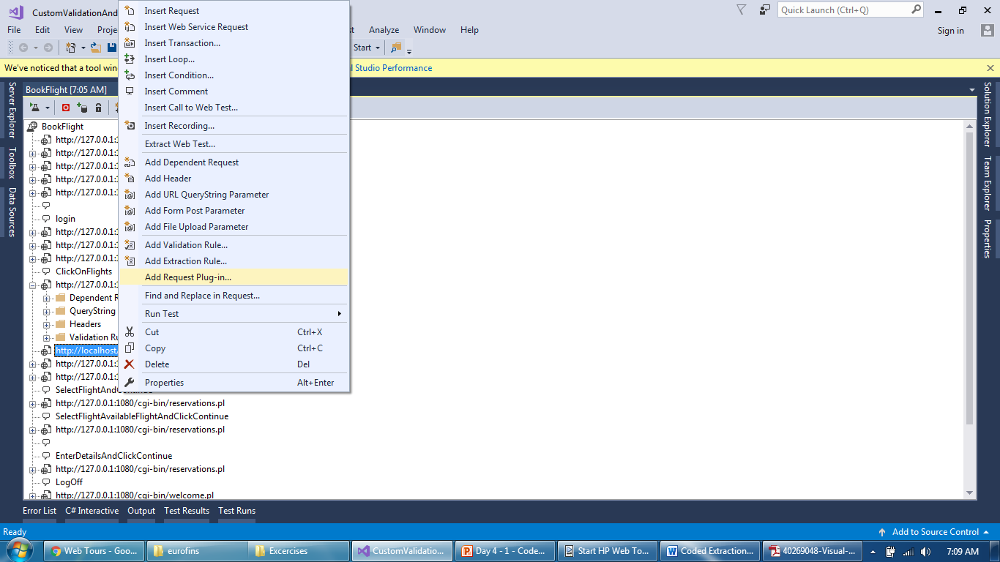 CustomValidationAnd
Quick Launch (Ctrl+Q)
File Edit View Proje st Analyze Window Help
Sign in
Start
We've noticed that a tool win l Studio Performance
BookFlight [7:05 AM]
Server Explorer
Toolbox
Data Sources
BookFlight
http://127.0.0.1:1
http://127.0.0.1:1
http://127.0.0.1:1
http://127.0.0.1:1
http://127.0.0.1:1
login
http://127.0.0.1:1
http://127.0.0.1:1
http://127.0.0.1:1
ClickOnFlights
http://127.0.0.1:1
Dependent R
QueryString
Headers
Validation Ru
http://localhost/
http://127.0.0.1:1
http://127.0.0.1:1
SelectFlightAndContinue
http://127.0.0.1:1080/cgi-bin/reservations.pl
SelectFlightAvailableFlightAndClickContinue
http://127.0.0.1:1080/cgi-bin/reservations.pl
EnterDetailsAndClickContinue
http://127.0.0.1:1080/cgi-bin/reservations.pl
LogOff
http://127.0.0.1:1080/cgi-bin/welcome.pl
Insert Request
Insert Web Service Request
Insert Transaction...
Insert Loop...
Insert Condition...
Insert Comment
Insert Call to Web Test...
Insert Recording...
Extract Web Test...
Add Dependent Request
Add Header
Add URL QueryString Parameter
Add Form Post Parameter
Add File Upload Parameter
Add Validation Rule...
Add Extraction Rule...
Add Request Plug-in...
Find and Replace in Request...
Run Test
Cut Ctrl+X
Copy Ctrl+C
Delete Del
Properties Alt+Enter
Solution Explorer
Team Explorer
Properties
Error List C# Interactive Output Test Results Test Runs
Ready
Add to Source Control
Web Tours - Goo...
eurofins
Excercises
CustomValidatio...
Day 4 - 1 - Code...
Start HP Web To...
Coded Extraction...
40269048-Visual-...
7:09 AM